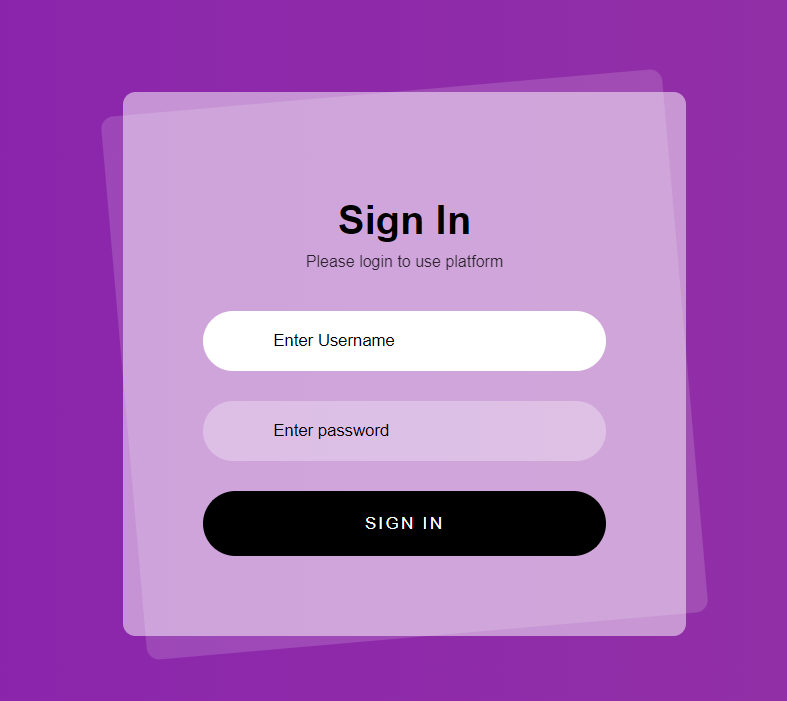 Sign In
Please login to use platform
Enter Username
Enter password
SIGN IN